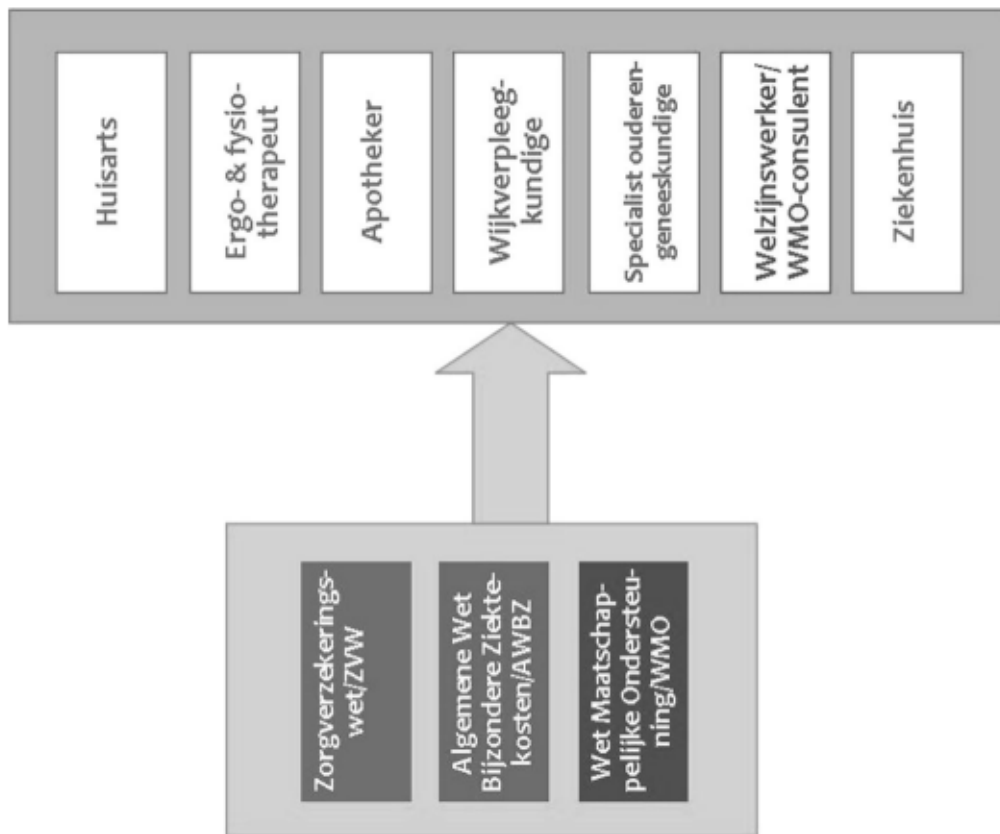 Zorgverzekerings-
wet/ZVW
Algemene Wet
Bijzondere Ziekte-
kosten/AWBZ
Wet Maatschap-
pelijke Ondersteu-
ning/WMO
Huisarts
Ergo- & fysio-
therapeut
Apotheker
Wijkverpleeg-
kundige
Specialist ouderen-
geneeskundige
Welzijnswerker/
WMO-consulent
Ziekenhuis